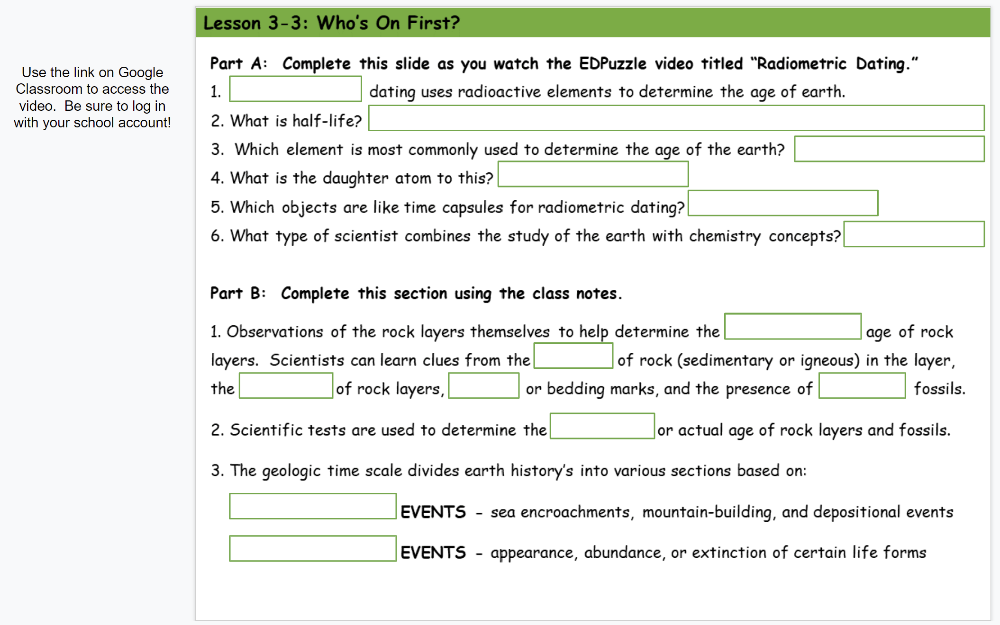 Lesson 3-3: Who's On First?
Use the link on Google
Classroom to access the
video.  Be sure to log in
with your school account!
Part A:  Complete this slide as you watch the EDPuzzle video titled “Radiometric Dating.”
1. dating uses radioactive elements to determine the age of earth.
2. What is half-life?
3.  Which element is most commonly used to determine the age of the earth?
4. What is the daughter atom to this?
5. Which objects are like time capsules for radiometric dating?
6. What type of scientist combines the study of the earth with chemistry concepts?
Part B:  Complete this section using the class notes.
1. Observations of the rock layers themselves to help determine the age of rock
layers.  Scientists can learn clues from the of rock (sedimentary or igneous) in the layer,
the of rock layers, or bedding marks, and the presence of fossils.
2. Scientific tests are used to determine the or actual age of rock layers and fossils.
3. The geologic time scale divides earth history's into various sections based on:
EVENTS - sea encroachments, mountain-building, and depositional events
EVENTS - appearance, abundance, or extinction of certain life forms